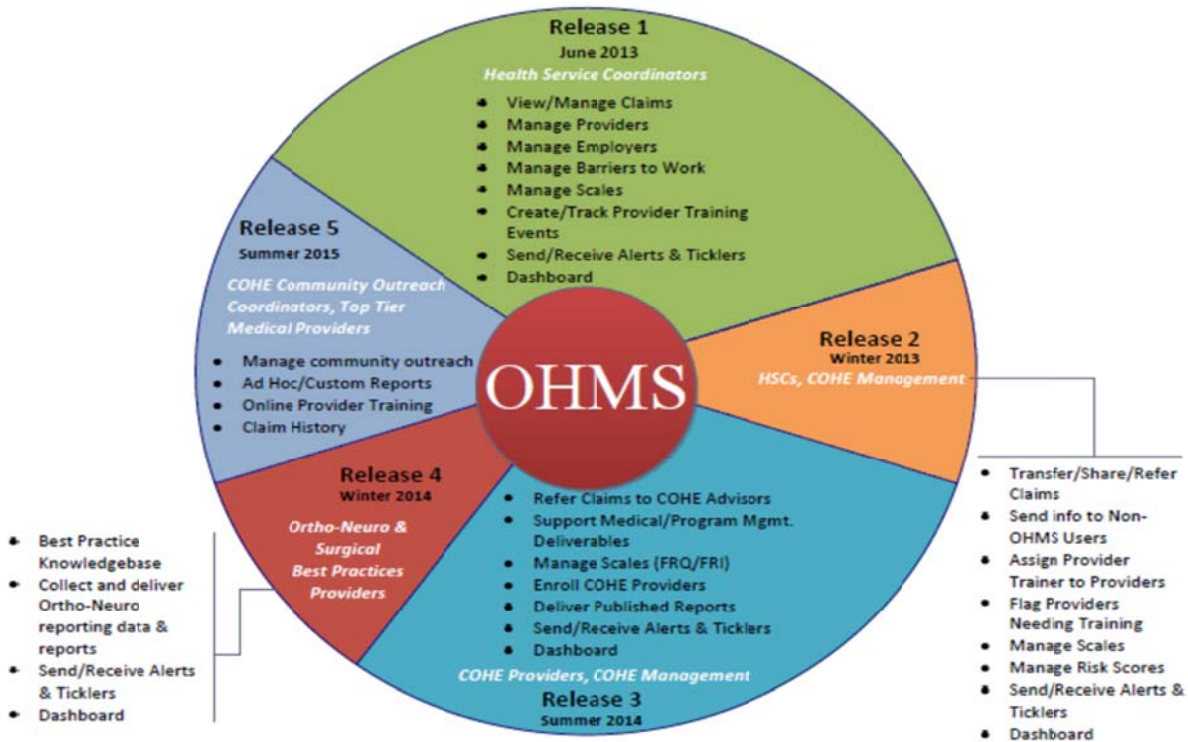 Release 1
June 2013
Health Service Coordinators
• View/Manage Claims
• Manage Providers
• Manage Employers
• Manage Barriers to Work
• Manage Scales
• Create/Track Provider Training
Events
• Send/Receive Alerts & Ticklers
• Dashboard
Release 2
Winter 2013
HSCs, COHE Management
• Transfer/Share/Refer
Claims
• Send info to Non-
OHMS Users
• Assign Provider
Trainer to Providers
• Flag Providers
Needing Training
• Manage Scales
• Manage Risk Scores
• Send/Receive Alerts &
Ticklers
• Dashboard
• Refer Claims to COHE Advisors
• Support Medical/Program Mgmt.
Deliverables
• Manage Scales (FRQ/FRI)
• Enroll COHE Providers
• Deliver Published Reports
• Send/Receive Alerts & Ticklers
• Dashboard
COHE Providers, COHE Management
Release 3
Summer 2014
Release 4
Winter 2014
Ortho-Neuro &
Surgical
Best Practices
Providers
• Best Practice
Knowledgebase
• Collect and deliver
Ortho-Neuro
reporting data &
reports
• Send/Receive Alerts
& Ticklers
• Dashboard
Release 5
Summer 2015
COHE Community Outreach
Coordinators, Top Tier
Medical Providers
• Manage community outreach
• Ad Hoc/Custom Reports
• Online Provider Training
• Claim History
OHMS